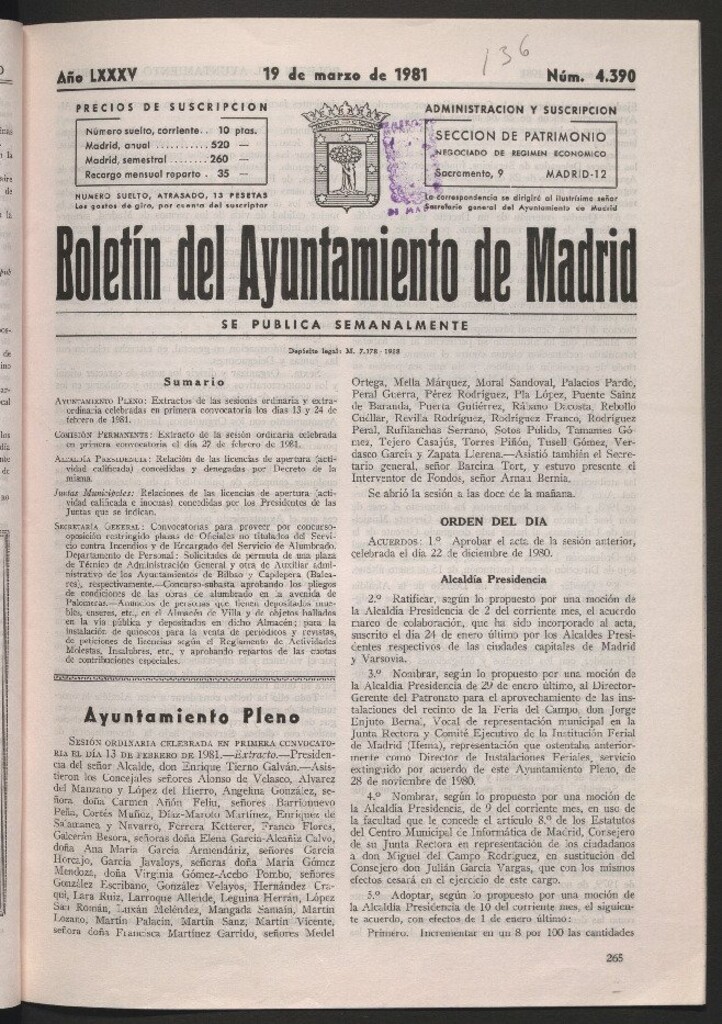 136
Año LXXXV 19 de marzo de 1981 Núm. 4.390
PRECIOS DE SUSCRIPCION
Número suelto, corriente.. 10 ptas.
Madrid, anual ......... 520 —
Madrid, semestral ........ 260 —
Recargo mensual reparto . 35 —
NUMERO SUELTO, ATRASADO, 13 PESETAS
Los gastos de giro, por cuenta del suscriptor
ADMINISTRACION Y SUSCRIPCION
SECCION DE PATRIMONIO
NEGOCIADO DE REGIMEN ECONOMICO
Sacramento, 9 MADRID-12
La correspondencia se dirigirá al ilustrísimo señor
Secretario general del Ayuntamiento de Madrid
Boletín del Ayuntamiento de Madrid
SE PUBLICA SEMANALMENTE
Depósito legal: M. 7.178 - 1958
Sumario
AYUNTAMIENTO PLENO: Extractos de las sesiones ordinaria y extra-
ordinaria celebradas en primera convocatoria los días 13 y 24 de
febrero de 1981.
COMISIÓN PERMANENTE: Extracto de la sesión ordinaria celebrada
en primera convocatoria el día 27 de febrero de 1981.
ALCALDÍA PRESIDENCIA: Relación de las licencias de apertura (acti-
vidad calificada) concedidas y denegadas por Decreto de la
misma.
Juntas Municipales: Relaciones de las licencias de apertura (acti-
vidad calificada e inocuas) concedidas por los Presidentes de las
Juntas que se indican.
SECRETARÍA GENERAL: Convocatorias para proveer por concurso-
oposición restringido plazas de Oficiales no titulados del Servi-
cio contra Incendios y de Encargado del Servicio de Alumbrado.
Departamento de Personal: Solicitudes de permuta de una plaza
de Técnico de Administración General y otra de Auxiliar admi-
nistrativo de los Ayuntamientos de Bilbao y Capdepera (Balea-
res), respectivamente.—Concurso-subasta aprobando los pliegos
de condiciones de las obras de alumbrado en la avenida de
Palomeras.—Anuncios de personas que tienen depositados mue-
bles, enseres, etc., en el Almacén de Villa y de objetos hallados
en la vía pública y depositados en dicho Almacén; para la
instalación de quioscos para la venta de periódicos y revistas,
de peticiones de licencias según el Reglamento de Actividades
Molestas, Insalubres, etc., y aprobando repartos de las cuotas
de contribuciones especiales.
Ayuntamiento Pleno
SESIÓN ORDINARIA CELEBRADA EN PRIMERA CONVOCATO-
RIA EL DÍA 13 DE FEBRERO DE 1981.—Extracto.—Presiden-
cia del señor Alcalde, don Enrique Tierno Galván.—Asis-
tieron los Concejales señores Alonso de Velasco, Alvarez
del Manzano y López del Hierro, Angelina González, se-
ñora doña Carmen Añón Feliu, señores Barrionuevo
Peña, Cortés Muñoz, Díaz-Maroto Martínez, Enríquez de
Salamanca y Navarro, Ferrera Ketterer, Franco Flores,
Galcerán Besora, señoras doña Elena García-Alcañiz Calvo,
doña Ana María García Armendáriz, señores García
Horcajo, García Javaloys, señoras doña María Gómez
Mendoza, doña Virginia Gómez-Acebo Pombo, señores
González Escribano, González Velayos, Hernández Cra-
qui, Lara Ruiz, Larroque Allende, Leguina Herrán, López
San Román, Luxán Meléndez, Mangada Samaín, Martín
Lozano, Martín Palacín, Martín Sanz, Martín Vicente,
señora doña Francisca Martínez Garrido, señores Medel
Ortega, Mella Márquez, Moral Sandoval, Palacios Pardo,
Peral Guerra, Pérez Rodríguez, Pla López, Puente Sainz
de Baranda, Puerta Gutiérrez, Rábano Dacosta, Rebollo
Cuéllar, Revilla Rodríguez, Rodríguez Franco, Rodríguez
Peral, Rufilanchas Serrano, Sotos Pulido, Tamames Gó-
mez, Tejero Casajús, Torres Piñón, Tusell Gómez, Ver-
dasco García y Zapata Llerena.—Asistió también el Secre-
tario general, señor Barcina Tort, y estuvo presente el
Interventor de Fondos, señor Arnau Bernia.
Se abrió la sesión a las doce de la mañana.
ORDEN DEL DIA
ACUERDOS: 1.º Aprobar el acta de la sesión anterior,
celebrada el día 22 de diciembre de 1980.
Alcaldía Presidencia
2.º Ratificar, según lo propuesto por una moción de
la Alcaldía Presidencia de 2 del corriente mes, el acuerdo
marco de colaboración, que ha sido incorporado al acta,
suscrito el día 24 de enero último por los Alcaldes Presi-
dentes respectivos de las ciudades capitales de Madrid
y Varsovia.
3.º Nombrar, según lo propuesto por una moción de
la Alcaldía Presidencia de 29 de enero último, al Director-
Gerente del Patronato para el aprovechamiento de las ins-
talaciones del recinto de la Feria del Campo, don Jorge
Enjuto Bernal, Vocal de representación municipal en la
Junta Rectora y Comité Ejecutivo de la Institución Ferial
de Madrid (Ifema), representación que ostentaba anterior-
mente como Director de Instalaciones Feriales, servicio
extinguido por acuerdo de este Ayuntamiento Pleno, de
28 de noviembre de 1980.
4.º Nombrar, según lo propuesto por una moción de
la Alcaldía Presidencia, de 9 del corriente mes, en uso de
la facultad que le concede el artículo 8.º de los Estatutos
del Centro Municipal de Informática de Madrid, Consejero
de su Junta Rectora en representación de los ciudadanos
a don Miguel del Campo Rodríguez, en sustitución del
Consejero don Julián García Vargas, que con los mismos
efectos cesará en el ejercicio de este cargo.
5.º Adoptar, según lo propuesto por una moción de
la Alcaldía Presidencia de 10 del corriente mes, el siguien-
te acuerdo, con efectos de 1 de enero último:
Primero. Incrementar en un 8 por 100 las cantidades
265